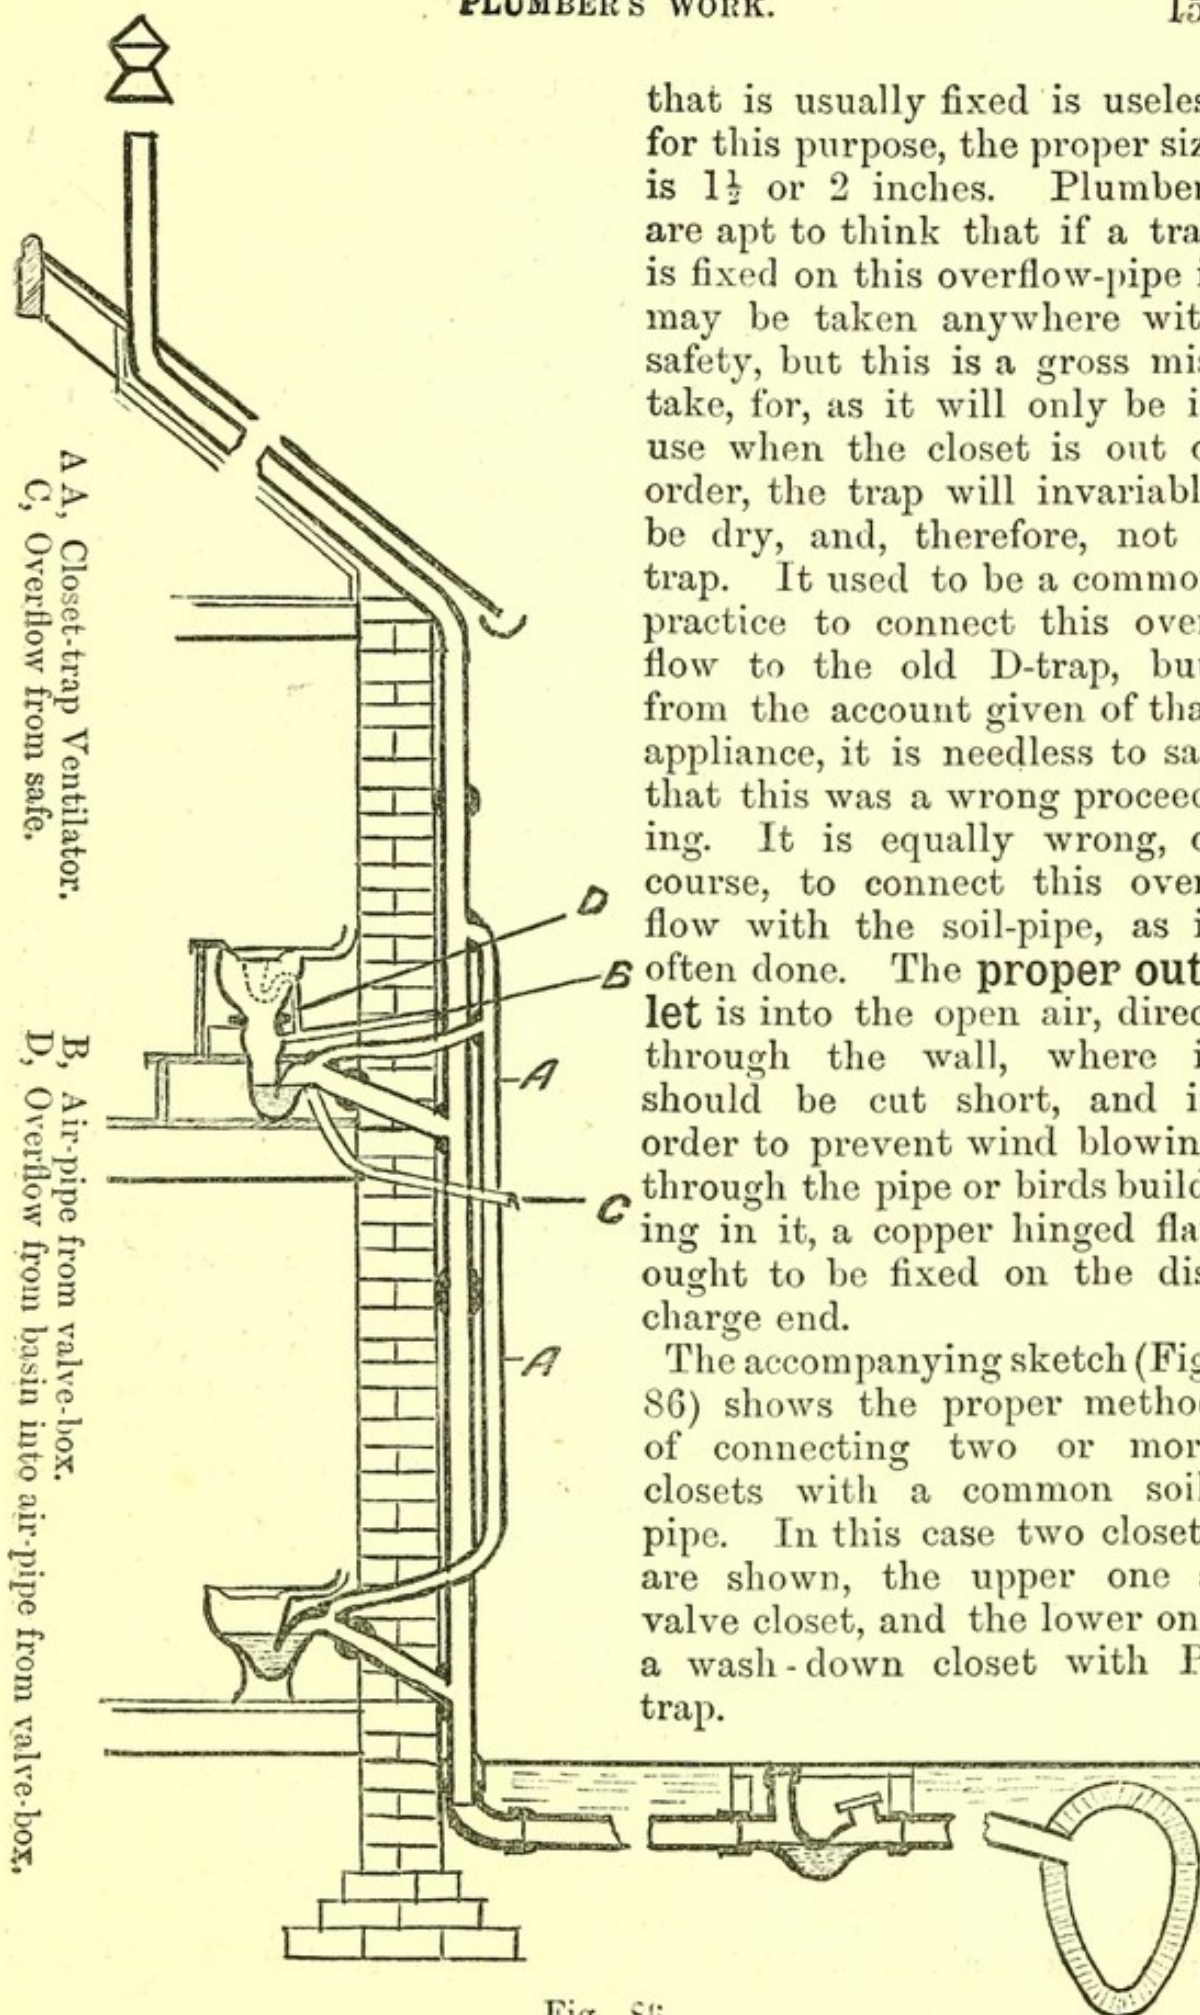 PLUMBER'S WORK.
15
that is usually fixed is useles
for this purpose, the proper siz
is 1½ or 2 inches. Plumber
are apt to think that if a tra
is fixed on this overflow-pipe i
may be taken anywhere wit
safety, but this is a gross mis
take, for, as it will only be i
use when the closet is out o
order, the trap will invariabl
be dry, and, therefore, not
trap. It used to be a commo
practice to connect this over
flow to the old D-trap, but
from the account given of tha
appliance, it is needless to sa
that this was a wrong proceed
ing. It is equally wrong, o
course, to connect this over
flow with the soil-pipe, as i
often done. The proper out
let is into the open air, direc
through the wall, where i
should be cut short, and i
order to prevent wind blowin
through the pipe or birds build
ing in it, a copper hinged fla
ought to be fixed on the dis
charge end.
The accompanying sketch (Fig
86) shows the proper metho
of connecting two or mor
closets with a common soil
pipe. In this case two closet
are shown, the upper one
valve closet, and the lower on
a wash-down closet with P
trap.
D
B
A
C
A
A A, Closet-trap Ventilator.
C, Overflow from safe.
B, Air-pipe from valve-box.
D, Overflow from basin into air-pipe from valve-box,
Fig. 86